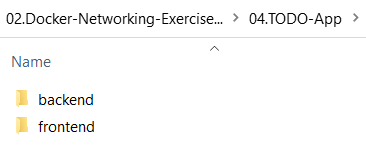 02.Docker-Networking-Exercise... > 04.TODO-App >
Name
backend
frontend